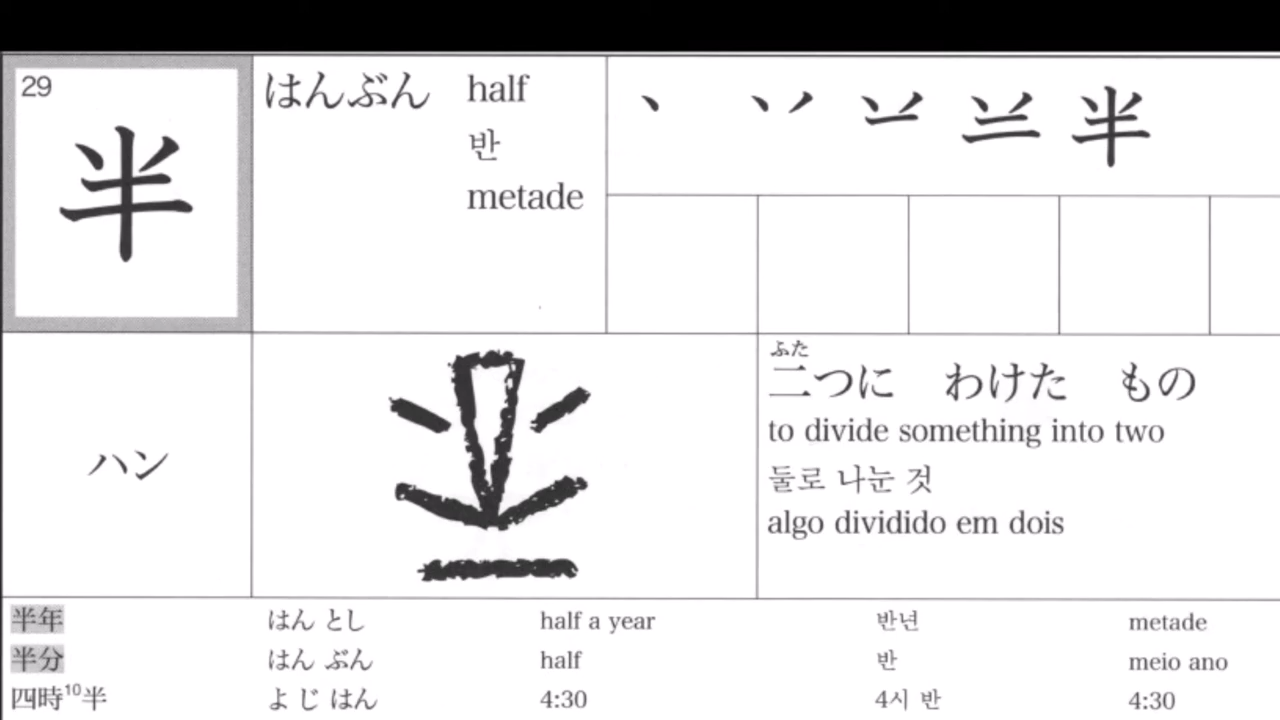 29
半
はんぶん half
반
metade
丶 丷 䒑 半
ハン
ふた
二つに わけた もの
to divide something into two
둘로 나눈 것
algo dividido em dois
半年 はん とし half a year 반년 metade
半分 はん ぶん half 반 meio ano
四時10半 よ じ はん 4:30 4시 반 4:30